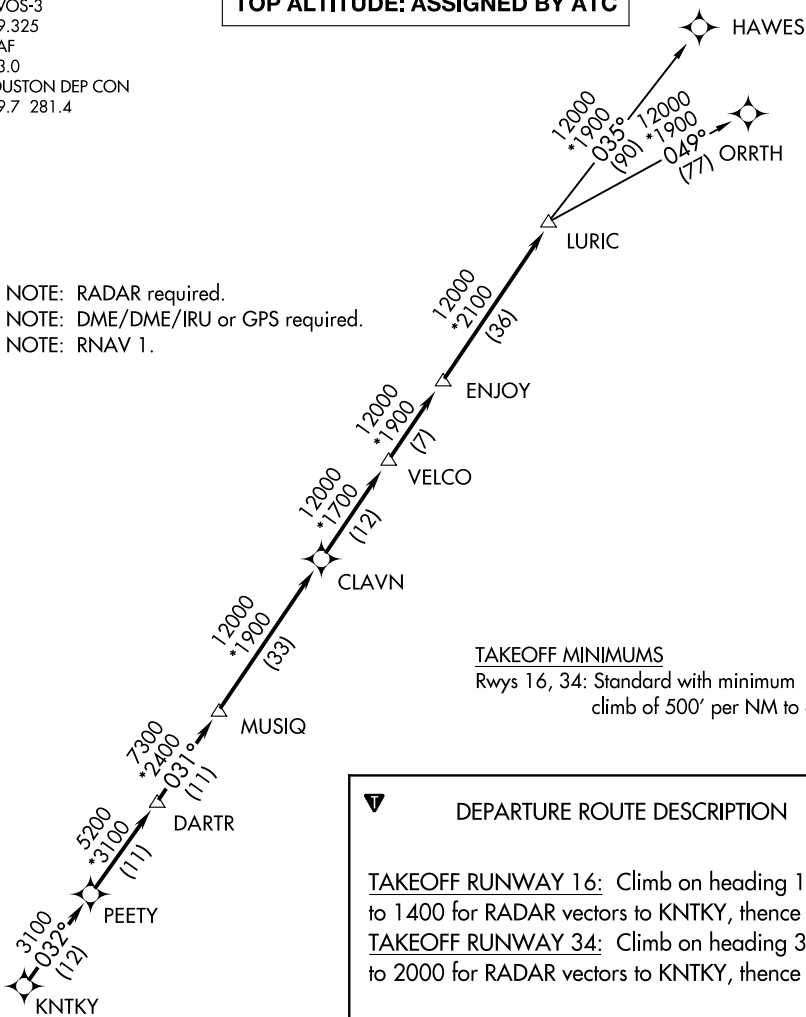 TOP ALTITUDE: ASSIGNED BY ATC
VOS-3
9.325
AF
3.0
OUSTON DEP CON
9.7 281.4
HAWES
12000
*1900
035°
(90)
12000
*1900
049°
(77)
ORRTH
LURIC
NOTE: RADAR required.
NOTE: DME/DME/IRU or GPS required.
NOTE: RNAV 1.
12000
*2100
(36)
ENJOY
12000
*1900
(7)
VELCO
12000
*1700
(12)
CLAVN
12000
*1900
(33)
TAKEOFF MINIMUMS
Rwys 16, 34: Standard with minimum
climb of 500' per NM to
MUSIQ
7300
*2400
031°
(11)
DARTR
5200
*3100
(11)
PEETY
3100
032°
(12)
KNTKY
T
DEPARTURE ROUTE DESCRIPTION
TAKEOFF RUNWAY 16: Climb on heading 1
to 1400 for RADAR vectors to KNTKY, thence
TAKEOFF RUNWAY 34: Climb on heading 3
to 2000 for RADAR vectors to KNTKY, thence